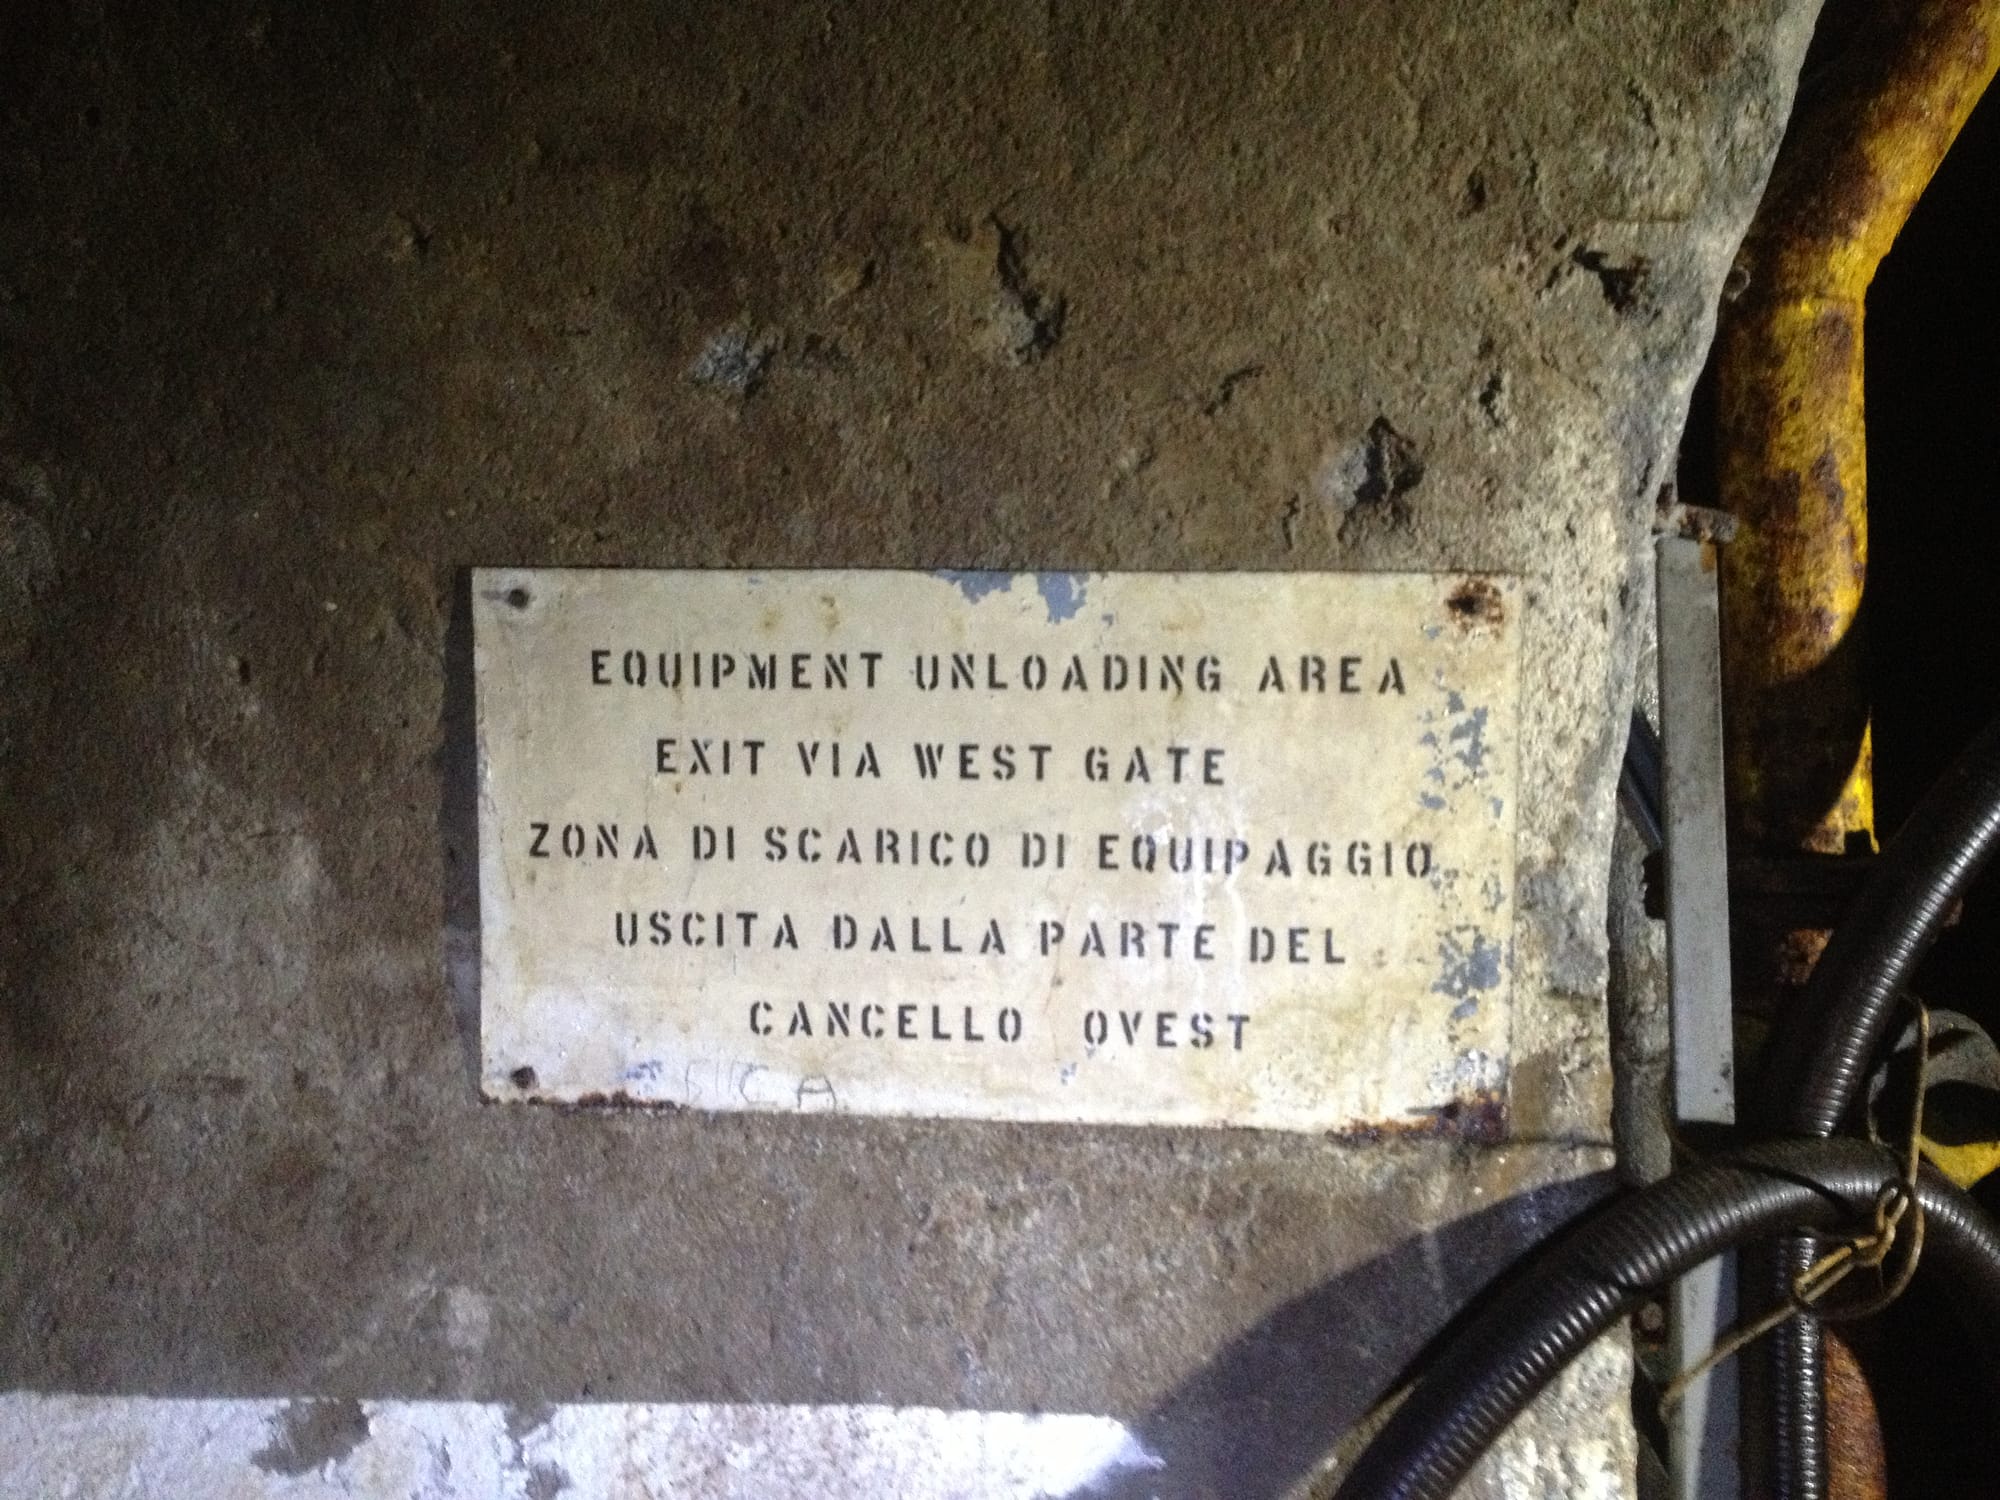 EQUIPMENT UNLOADING AREA
EXIT VIA WEST GATE
ZONA DI SCARICO DI EQUIPAGGIO
USCITA DALLA PARTE DEL
CANCELLO OVEST